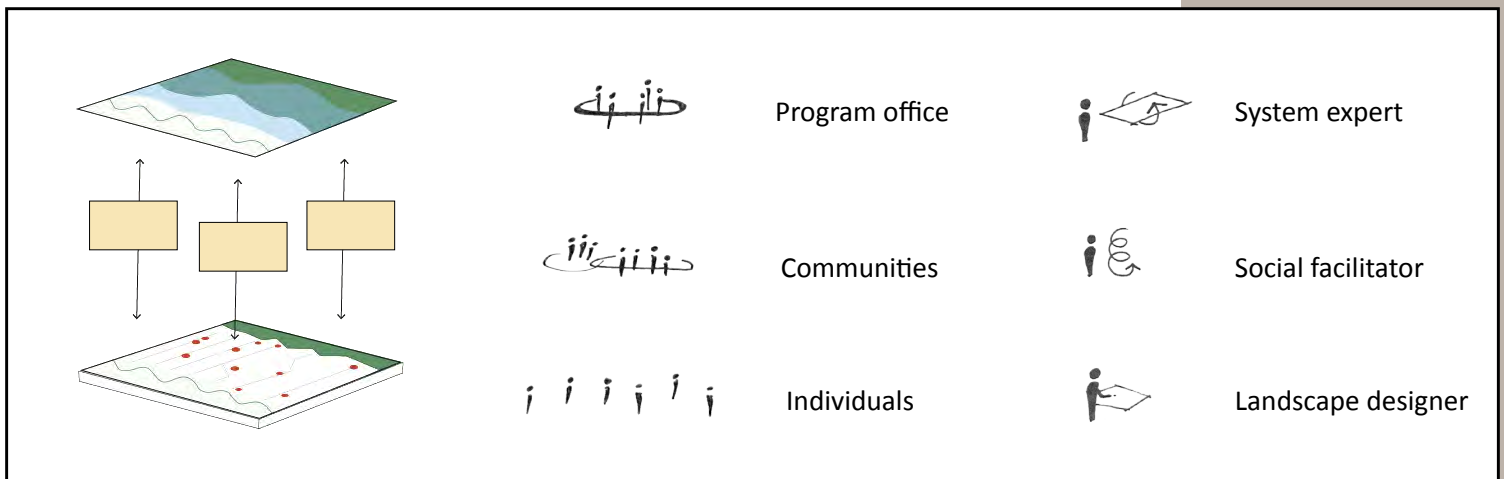 Program office
System expert
Communities
Social facilitator
Individuals
Landscape designer